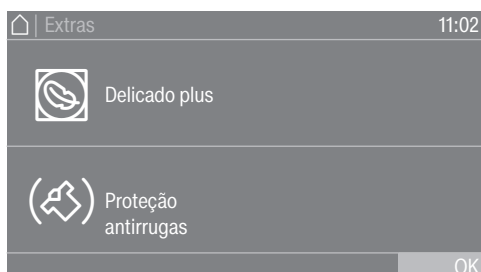 | Extras 11:02
Delicado plus
Proteção
antirrugas
OK